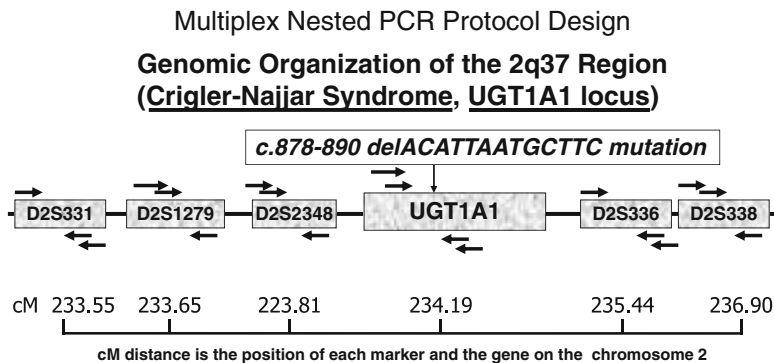 Multiplex Nested PCR Protocol Design
Genomic Organization of the 2q37 Region
(Crigler-Najjar Syndrome, UGT1A1 locus)
c.878-890 delACATTAATGCTTC mutation
D2S331 D2S1279 D2S2348 UGT1A1 D2S336 D2S338
cM 233.55 233.65 223.81 234.19 235.44 236.90
cM distance is the position of each marker and the gene on the chromosome 2